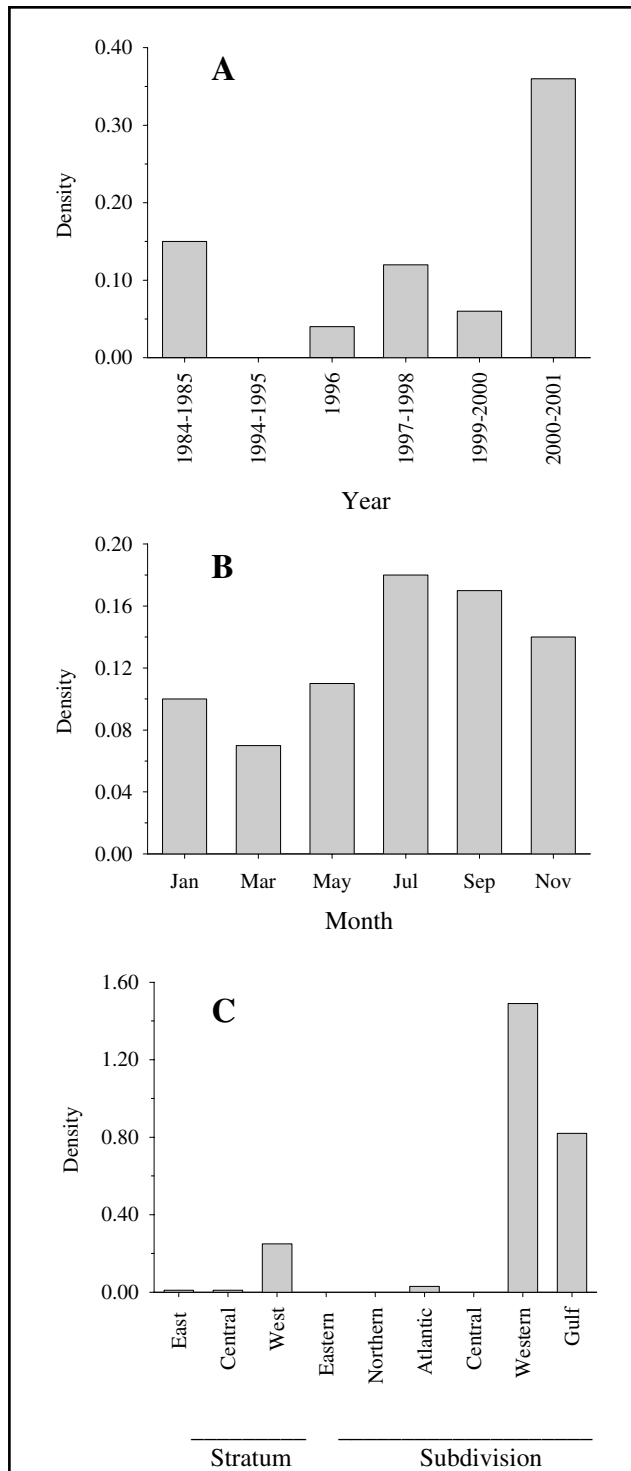 A
0.40
0.30
0.20
0.10
0.00
Density
1984-1985
1994-1995
1996
1997-1998
1999-2000
2000-2001
Year
B
0.20
0.16
0.12
0.08
0.04
0.00
Density
Jan Mar May Jul Sep Nov
Month
C
1.60
1.20
0.80
0.40
0.00
Density
East
Central
West
Eastern
Northern
Atlantic
Central
Western
Gulf
Stratum Subdivision